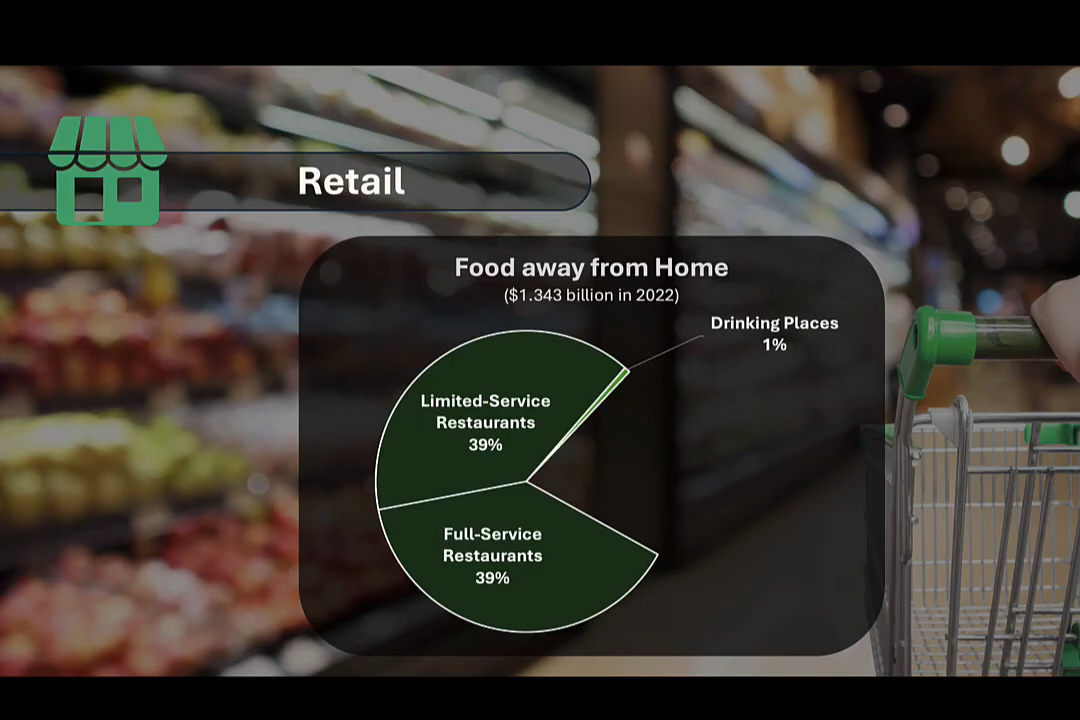 Retail
Food away from Home
($1.343 billion in 2022)
Drinking Places
1%
Limited-Service
Restaurants
39%
Full-Service
Restaurants
39%